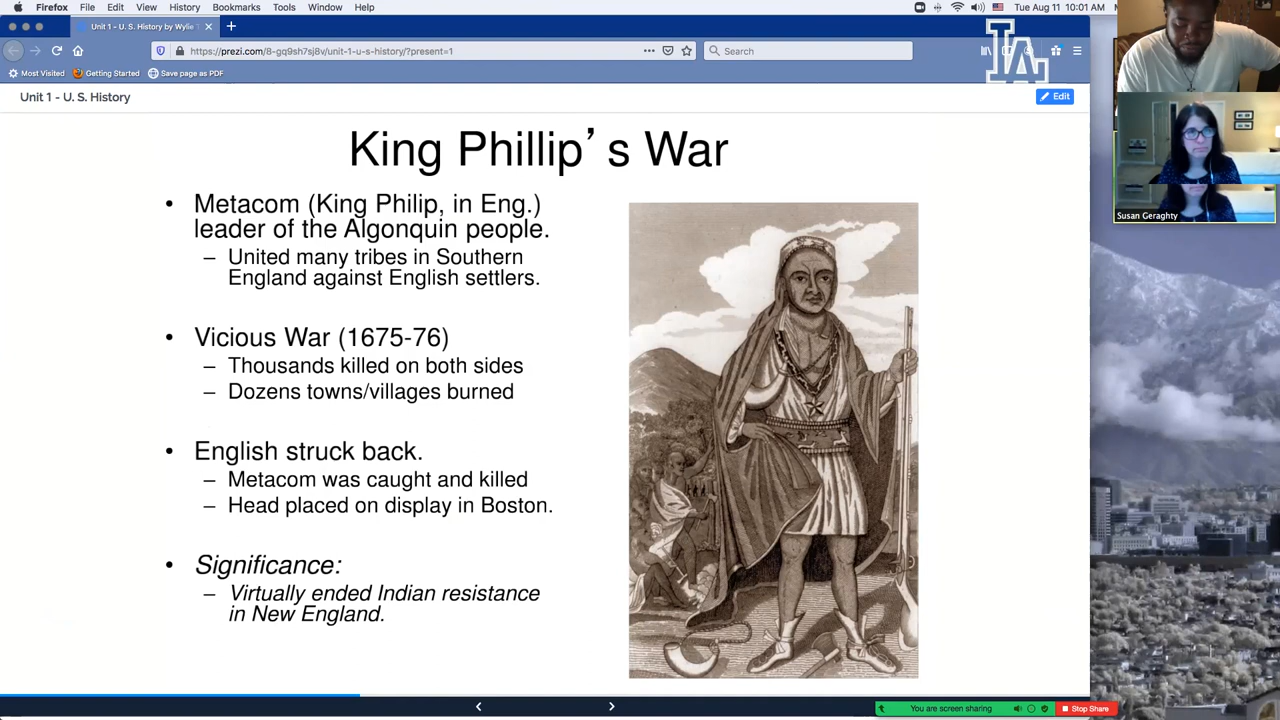 Firefox File Edit View History Bookmarks Tools Window Help
Tue Aug 11 10:01 AM
Unit 1 - U. S. History by Wylie
https://prezi.com/8-gq9sh7sj8v/unit-1-u-s-history/?present=1
Search
LA
Most Visited Getting Started Save page as PDF
Unit 1 - U. S. History
Edit
King Phillip’s War
• Metacom (King Philip, in Eng.)
leader of the Algonquin people.
– United many tribes in Southern
England against English settlers.
• Vicious War (1675-76)
– Thousands killed on both sides
– Dozens towns/villages burned
• English struck back.
– Metacom was caught and killed
– Head placed on display in Boston.
• Significance:
– Virtually ended Indian resistance
in New England.
Susan Geraghty
You are screen sharing
Stop Share